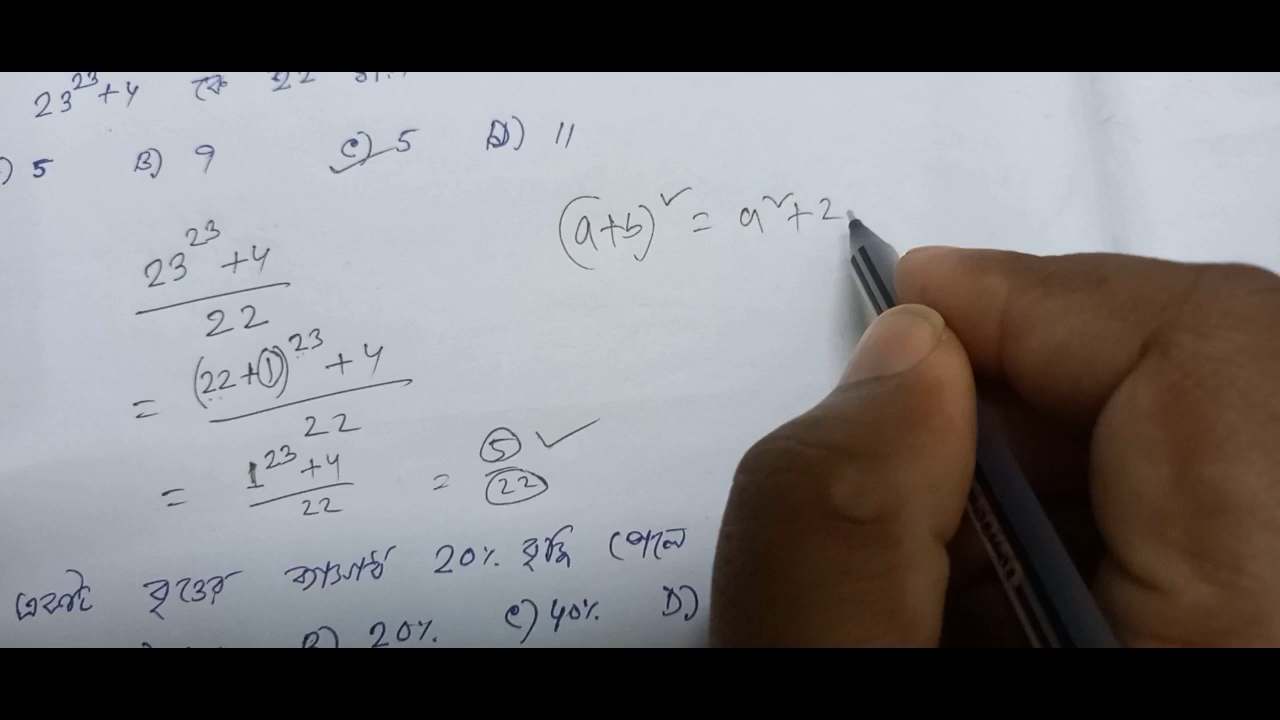 23²³+4 কে 22
) 5 B) 9 C) 5 D) 11
(a+b)² = a²+2
23²³+4
22
= (22+1)²³+4
22
= 1²³+4 = 5
22 22
একটি বৃত্তের ব্যাসার্ধ 20% বৃদ্ধি পেলে
B) 20% C) 40% D)